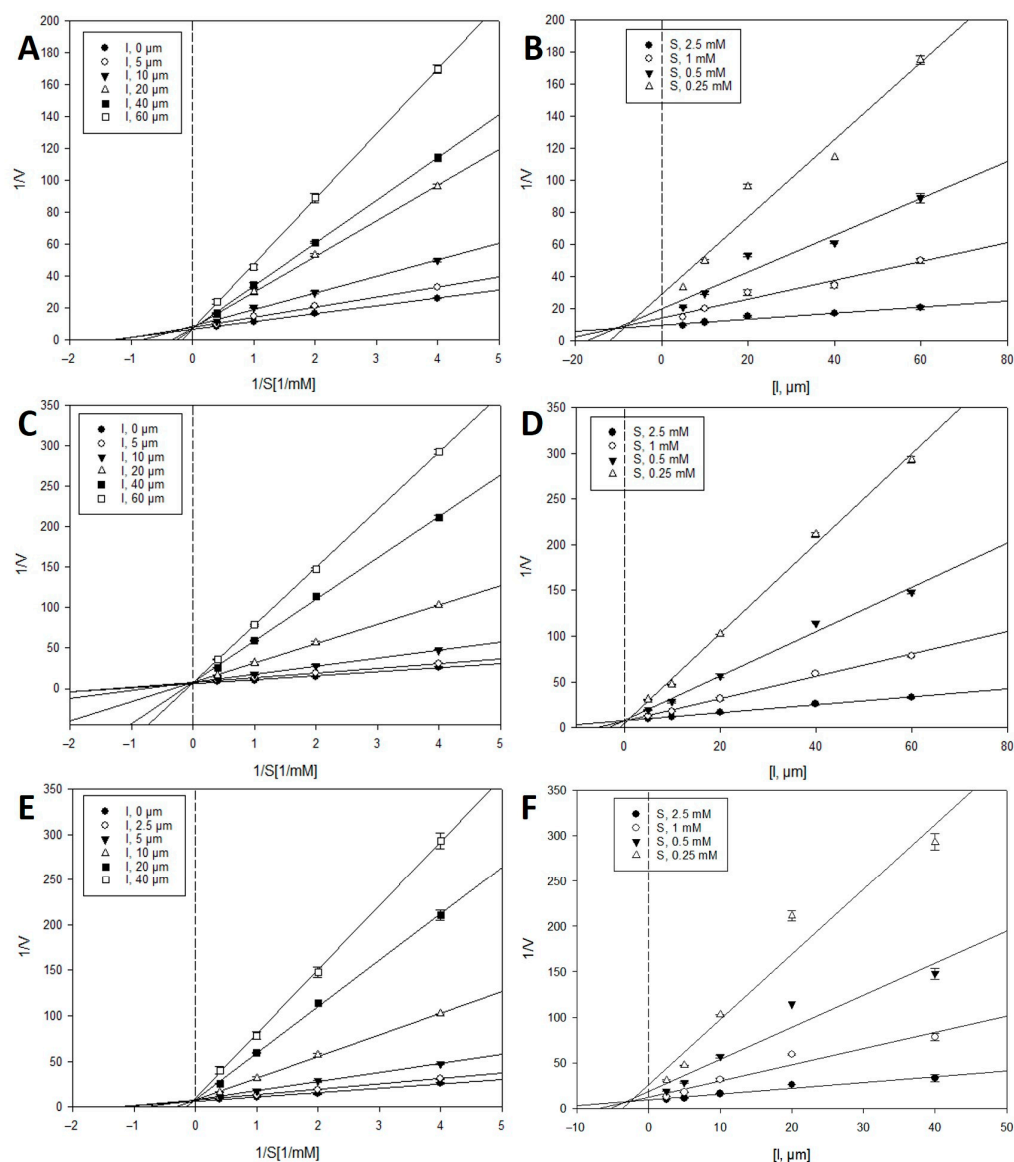 A
I, 0 µm
I, 5 µm
I, 10 µm
I, 20 µm
I, 40 µm
I, 60 µm
1/V
200
180
160
140
120
100
80
60
40
20
0
–2 –1 0 1 2 3 4 5
1/S[1/mM]
B
S, 2.5 mM
S, 1 mM
S, 0.5 mM
S, 0.25 mM
1/V
200
180
160
140
120
100
80
60
40
20
0
–20 0 20 40 60 80
[I, µm]
C
I, 0 µm
I, 5 µm
I, 10 µm
I, 20 µm
I, 40 µm
I, 60 µm
1/V
350
300
250
200
150
100
50
0
–2 –1 0 1 2 3 4 5
1/S[1/mM]
D
S, 2.5 mM
S, 1 mM
S, 0.5 mM
S, 0.25 mM
1/V
350
300
250
200
150
100
50
0
0 20 40 60 80
[I, µm]
E
I, 0 µm
I, 2.5 µm
I, 5 µm
I, 10 µm
I, 20 µm
I, 40 µm
1/V
350
300
250
200
150
100
50
0
–2 –1 0 1 2 3 4 5
1/S[1/mM]
F
S, 2.5 mM
S, 1 mM
S, 0.5 mM
S, 0.25 mM
1/V
350
300
250
200
150
100
50
0
–10 0 10 20 30 40 50
[I, µm]